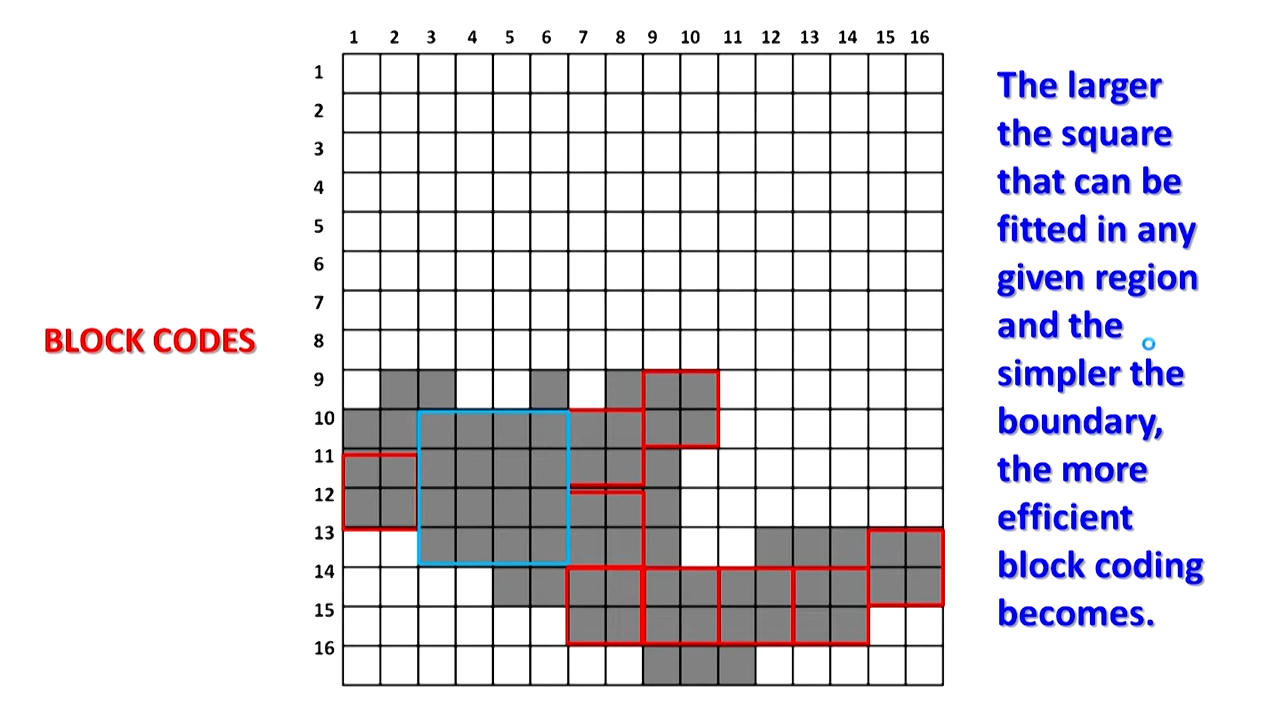 1 2 3 4 5 6 7 8 9 10 11 12 13 14 15 16
1
2
3
4
5
6
7
8
9
10
11
12
13
14
15
16
BLOCK CODES
The larger
the square
that can be
fitted in any
given region
and the
simpler the
boundary,
the more
efficient
block coding
becomes.